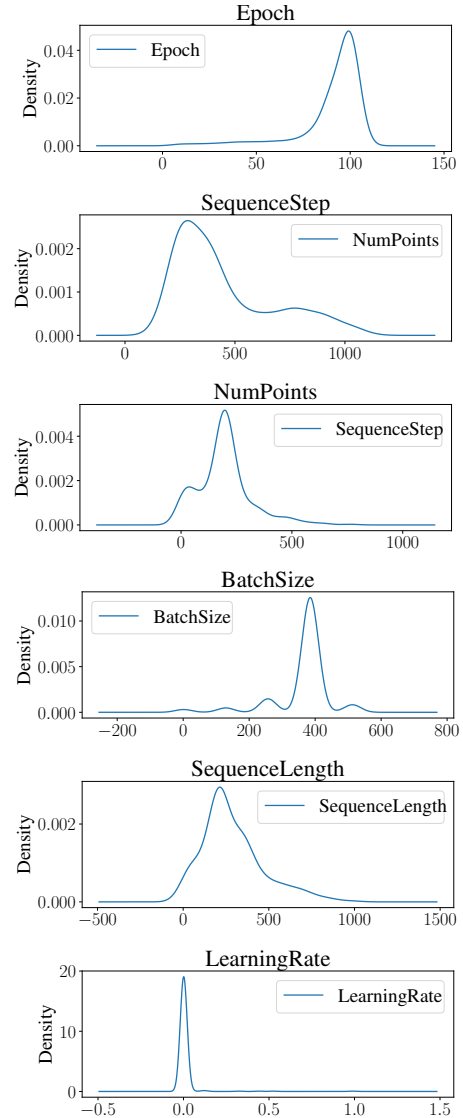 Epoch
Epoch
Density
0.04
0.02
0.00
0 50 100 150
SequenceStep
NumPoints
Density
0.002
0.001
0.000
0 500 1000
NumPoints
SequenceStep
Density
0.004
0.002
0.000
0 500 1000
BatchSize
BatchSize
Density
0.010
0.005
0.000
−200 0 200 400 600 800
SequenceLength
SequenceLength
Density
0.002
0.000
−500 0 500 1000 1500
LearningRate
LearningRate
Density
20
10
0
−0.5 0.0 0.5 1.0 1.5